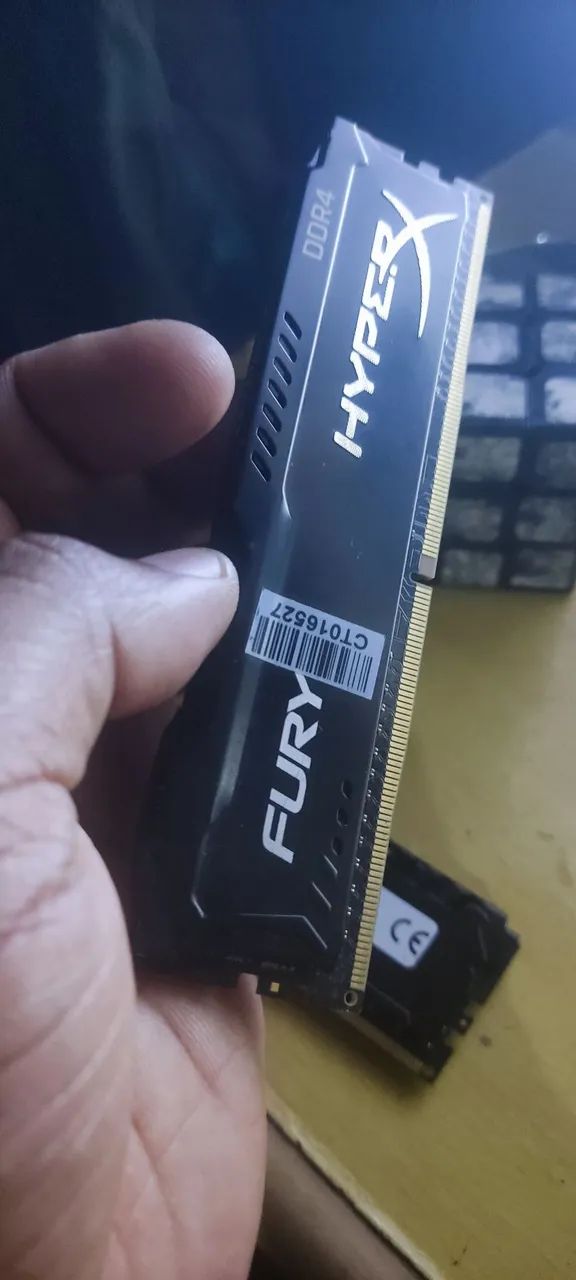 DDR4
HYPERX
CT016527
FURY
CE